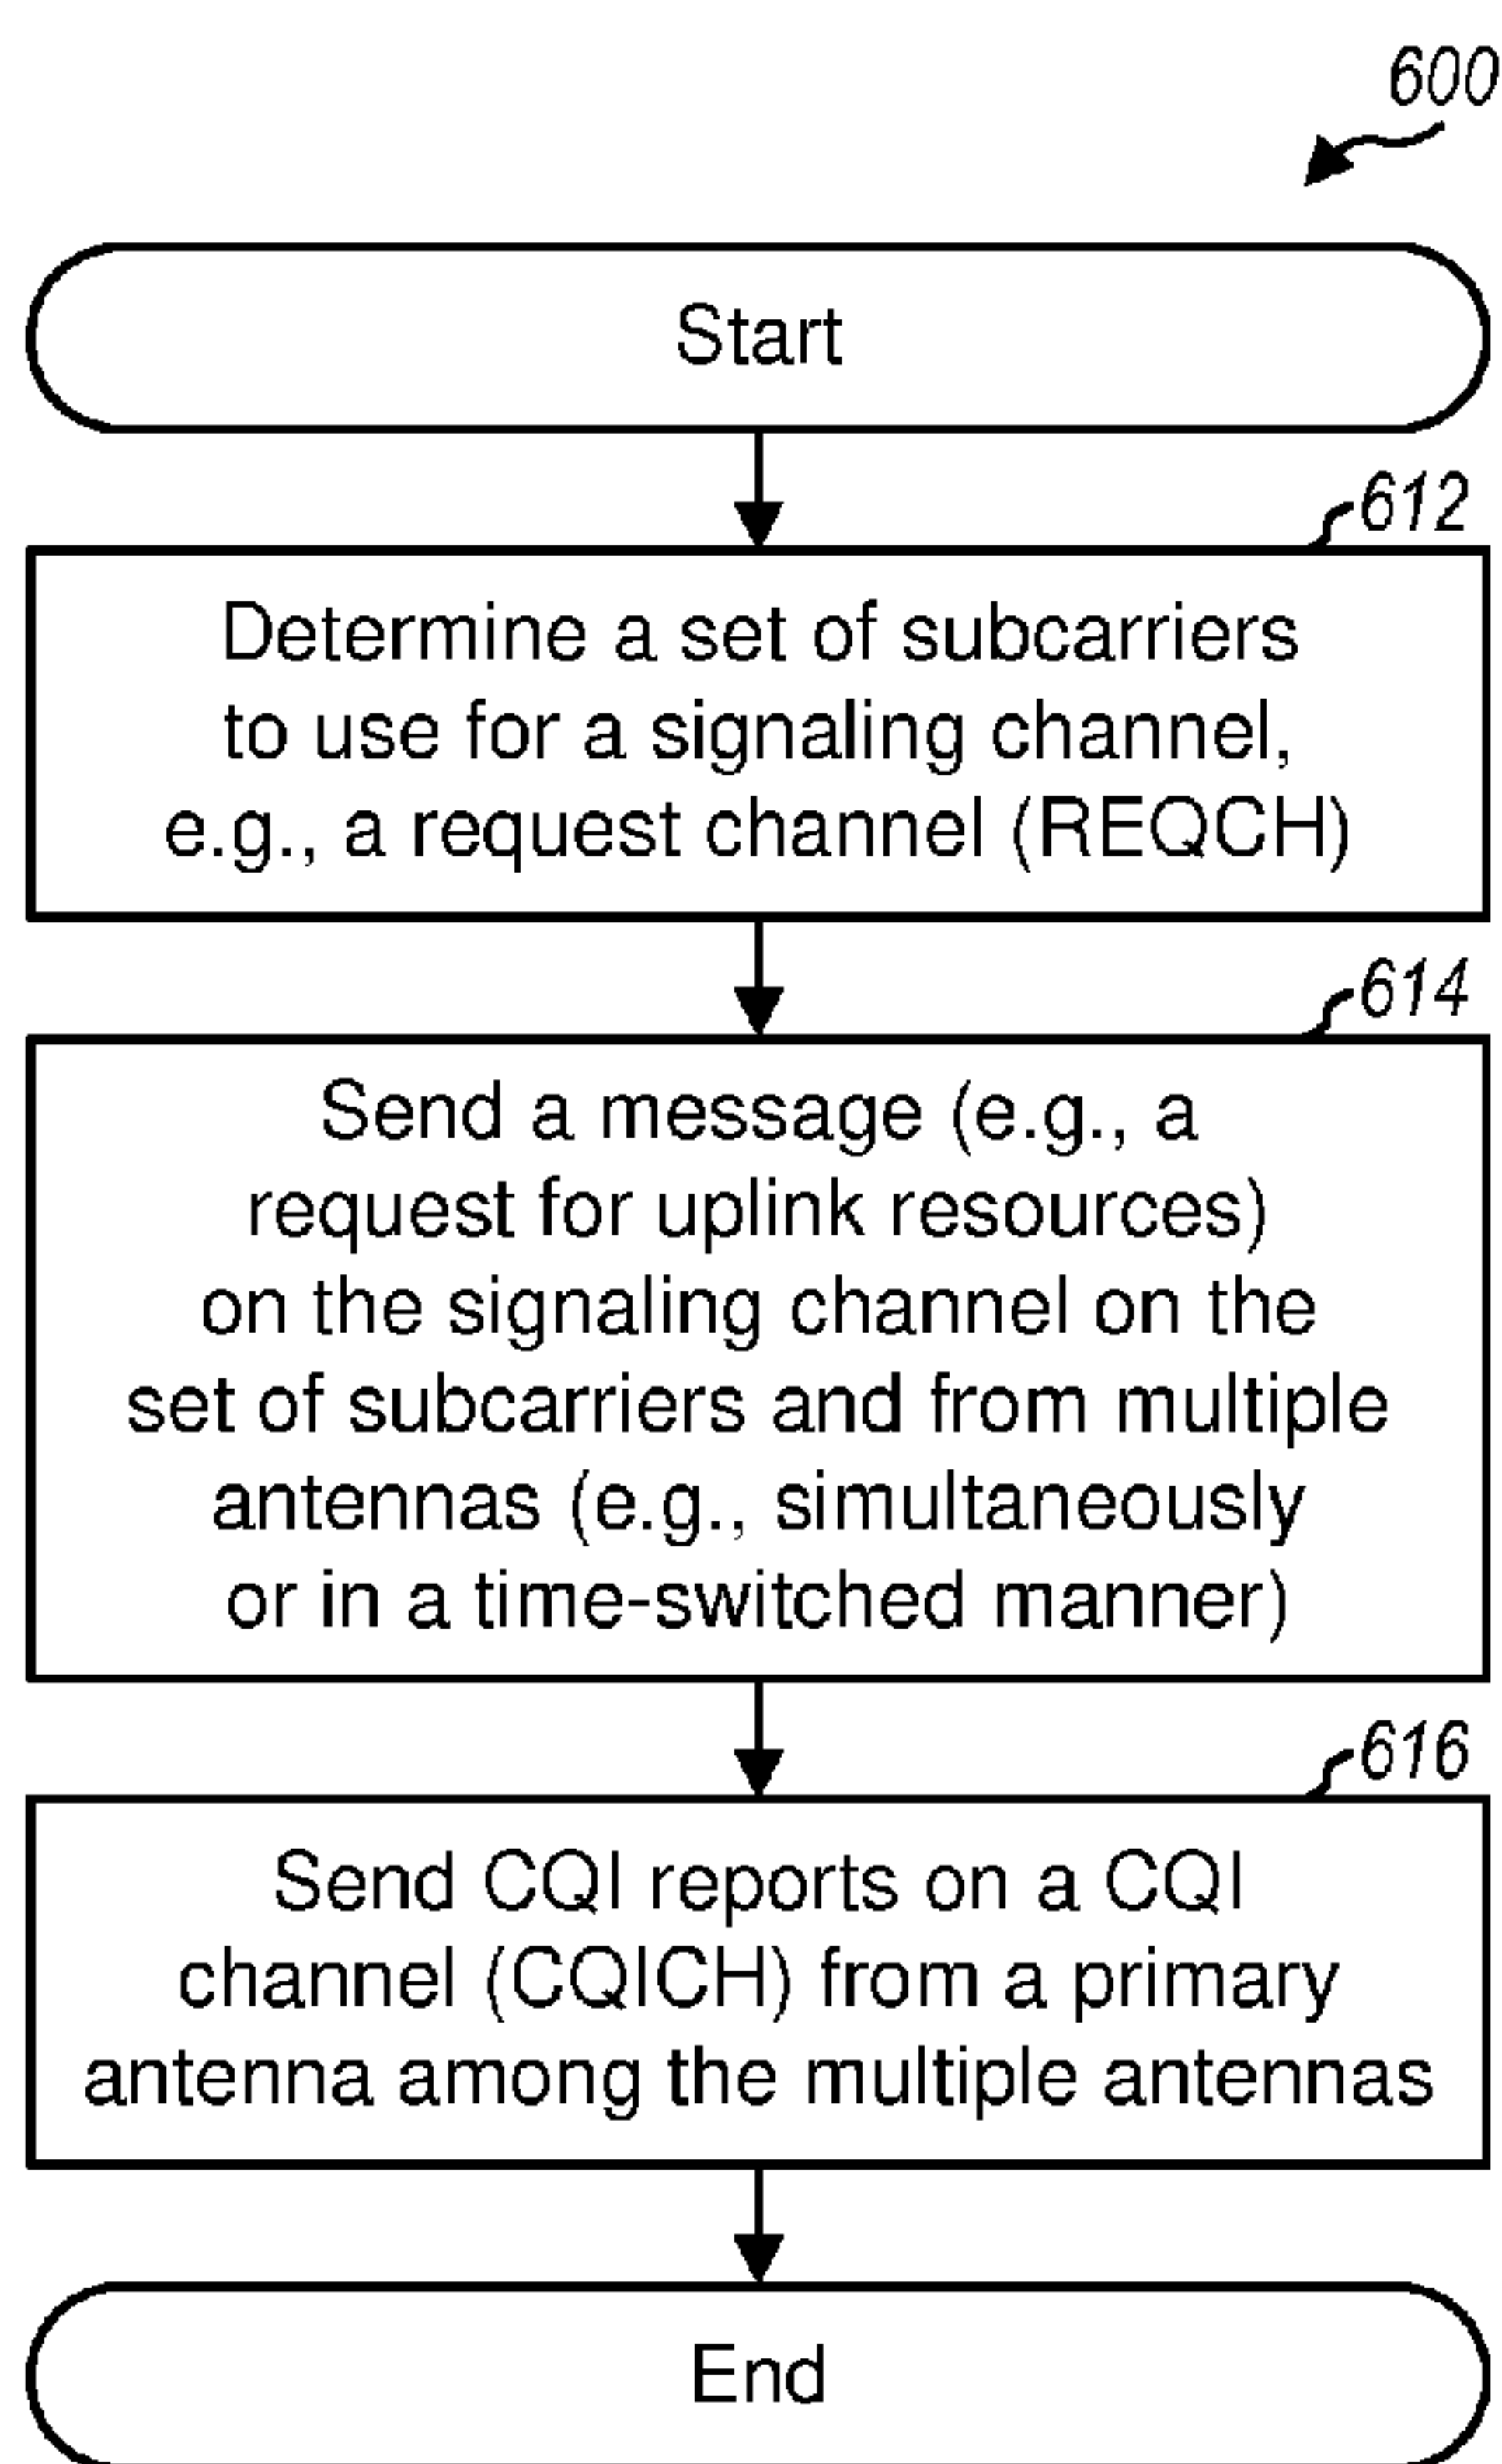 600
Start
612
Determine a set of subcarriers
to use for a signaling channel,
e.g., a request channel (REQCH)
614
Send a message (e.g., a
request for uplink resources)
on the signaling channel on the
set of subcarriers and from multiple
antennas (e.g., simultaneously
or in a time-switched manner)
616
Send CQI reports on a CQI
channel (CQICH) from a primary
antenna among the multiple antennas
End